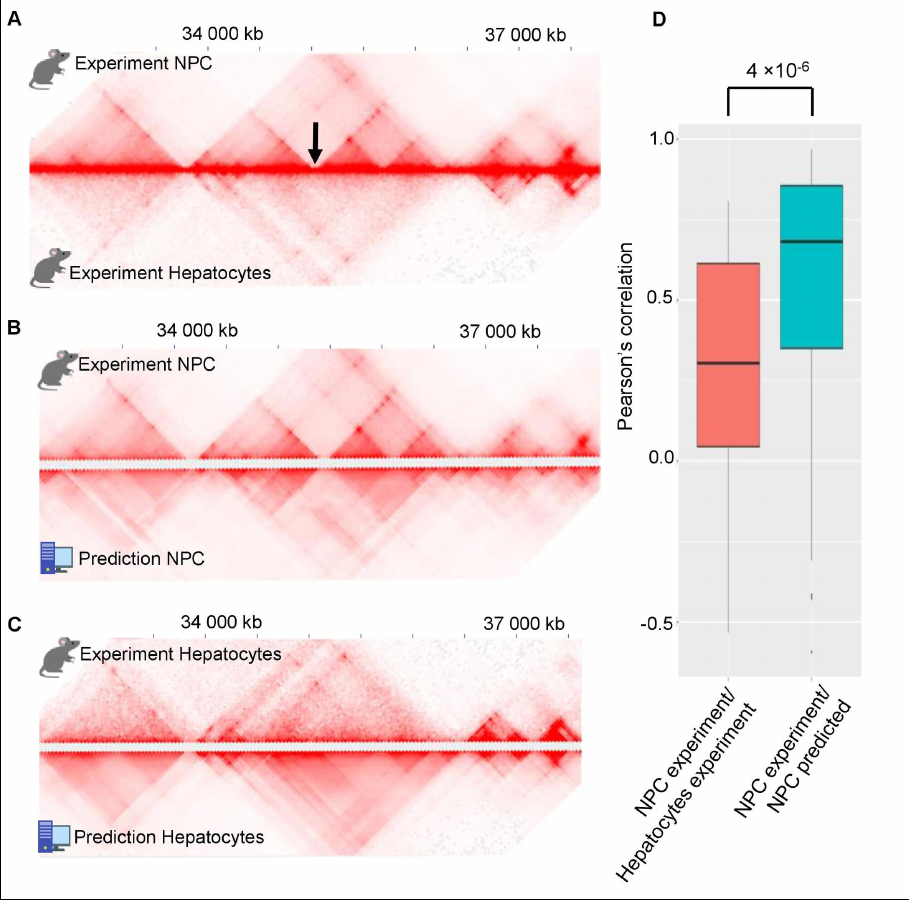 A
34 000 kb 37 000 kb
Experiment NPC
Experiment Hepatocytes
B
34 000 kb 37 000 kb
Experiment NPC
Prediction NPC
C
34 000 kb 37 000 kb
Experiment Hepatocytes
Prediction Hepatocytes
D
4 ×10-6
Pearson's correlation
1.0
0.5
0.0
-0.5
NPC experiment/
Hepatocytes experiment
NPC experiment/
NPC predicted